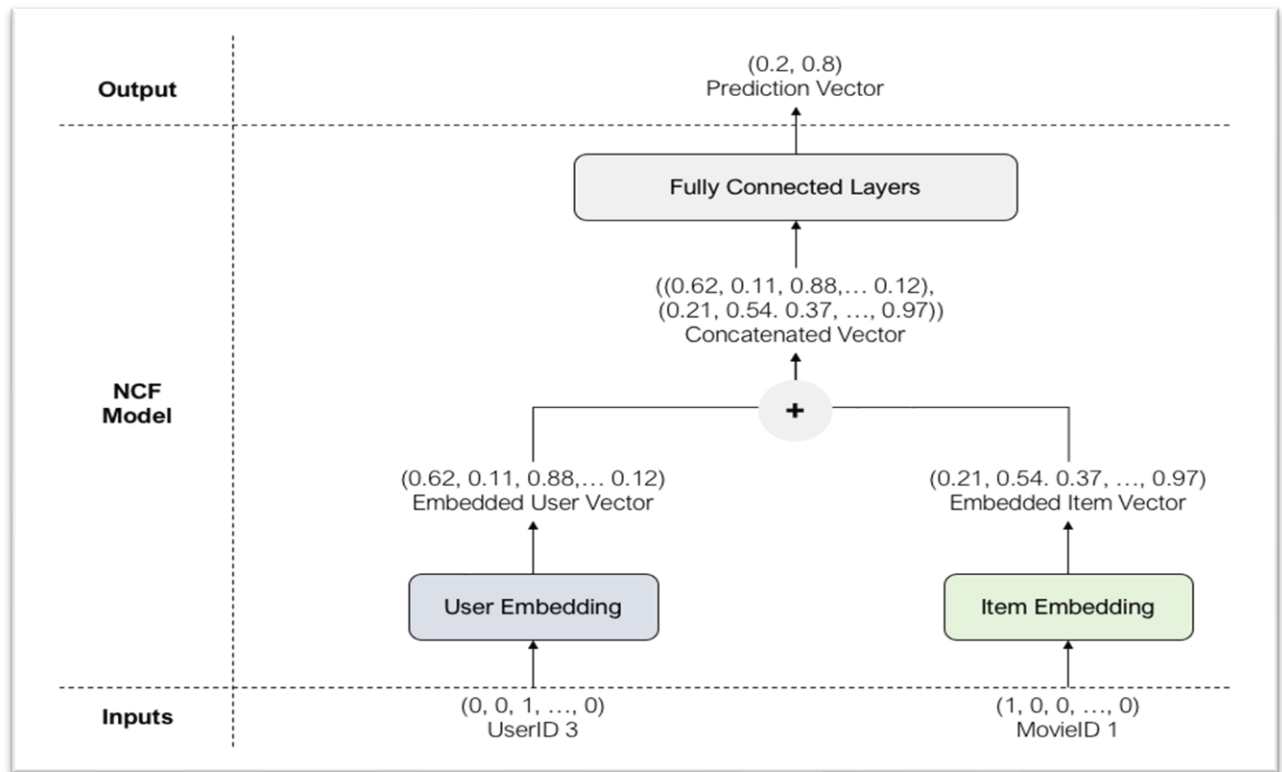 Output
(0.2, 0.8)
Prediction Vector
Fully Connected Layers
((0.62, 0.11, 0.88,... 0.12),
(0.21, 0.54. 0.37, ..., 0.97))
Concatenated Vector
NCF
Model
+
(0.62, 0.11, 0.88,... 0.12)
Embedded User Vector
(0.21, 0.54. 0.37, ..., 0.97)
Embedded Item Vector
User Embedding
Item Embedding
Inputs
(0, 0, 1, ..., 0)
UserID 3
(1, 0, 0, ..., 0)
MovieID 1